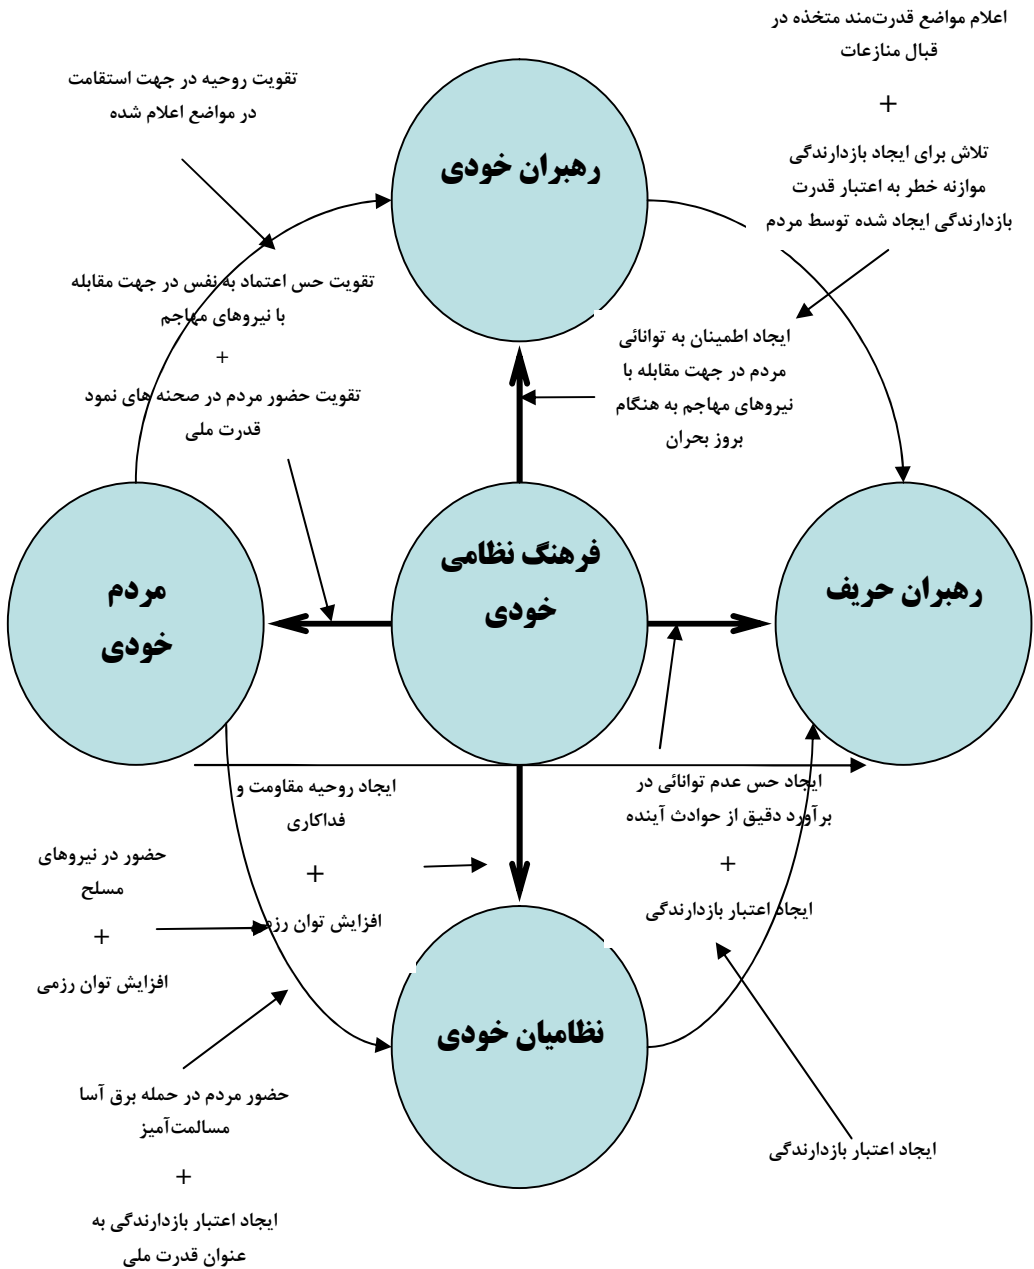 اعلام مواضع قدرت‌مند متخذه در
قبال منازعات
+
تلاش برای ایجاد بازدارندگی
موازنه خطر به اعتبار قدرت
بازدارندگی ایجاد شده توسط مردم
تقویت روحیه در جهت استقامت
در مواضع اعلام شده
رهبران خودی
تقویت حس اعتماد به نفس در جهت مقابله
با نیروهای مهاجم
+
تقویت حضور مردم در صحنه های نمود
قدرت ملی
ایجاد اطمینان به توانائی
مردم در جهت مقابله با
نیروهای مهاجم به هنگام
بروز بحران
رهبران حریف
فرهنگ نظامی
خودی
مردم
خودی
ایجاد حس عدم توانائی در
برآورد دقیق از حوادث آینده
+
ایجاد اعتبار بازدارندگی
ایجاد روحیه مقاومت و
فداکاری
+
افزایش توان رزمی
حضور در نیروهای
مسلح
+
افزایش توان رزمی
نظامیان خودی
حضور مردم در حمله برق آسا
مسالمت‌آمیز
+
ایجاد اعتبار بازدارندگی به
عنوان قدرت ملی
ایجاد اعتبار بازدارندگی